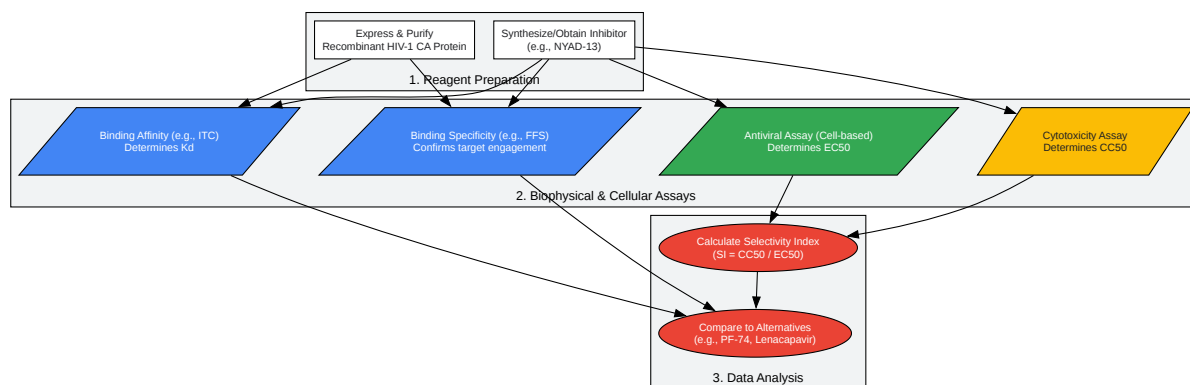 Express & Purify
Recombinant HIV-1 CA Protein
Synthesize/Obtain Inhibitor
(e.g., NYAD-13)
1. Reagent Preparation
Binding Affinity (e.g., ITC)
Determines Kd
Binding Specificity (e.g., FFS)
Confirms target engagement
Antiviral Assay (Cell-based)
Determines EC50
Cytotoxicity Assay
Determines CC50
2. Biophysical & Cellular Assays
Calculate Selectivity Index
(SI = CC50 / EC50)
Compare to Alternatives
(e.g., PF-74, Lenacapavir)
3. Data Analysis